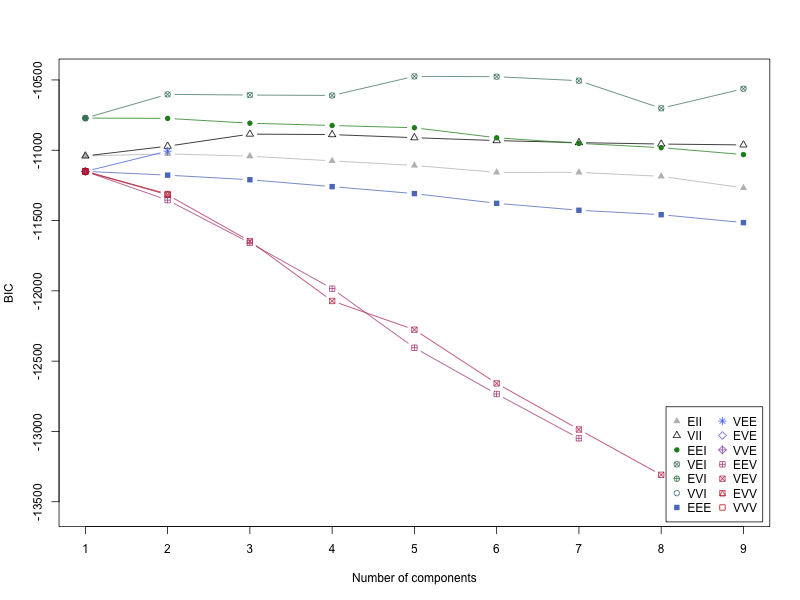 BIC
-10500
-11000
-11500
-12000
-12500
-13000
-13500
1 2 3 4 5 6 7 8 9
Number of components
EII VEE
VII EVE
EEI VVE
VEI EEV
EVI VEV
VVI EVV
EEE VVV